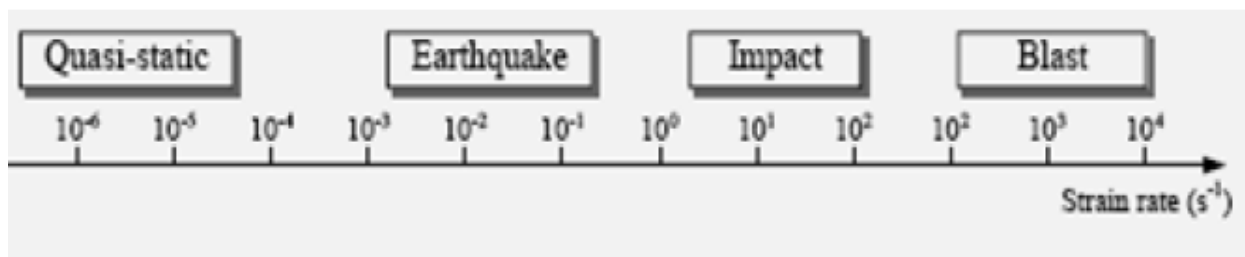 Quasi-static Earthquake Impact Blast
10⁻⁶ 10⁻⁵ 10⁻⁴ 10⁻³ 10⁻² 10⁻¹ 10⁰ 10¹ 10² 10² 10³ 10⁴
Strain rate (s⁻¹)